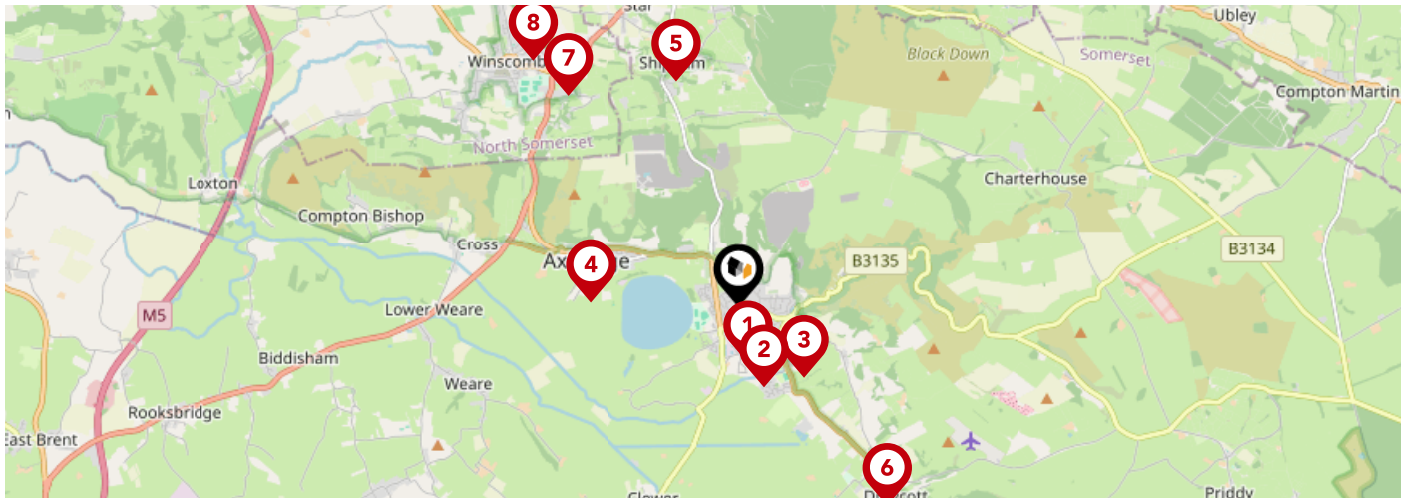 Star
Ubley
8
5
Black Down
Somerset
7
Compton Martin
North Somerset
Charterhouse
Loxton
Compton Bishop
Cross
B3134
B3135
4
M5
Lower Weare
1
3
2
Biddisham
Weare
Rooksbridge
East Brent
6
Priddy